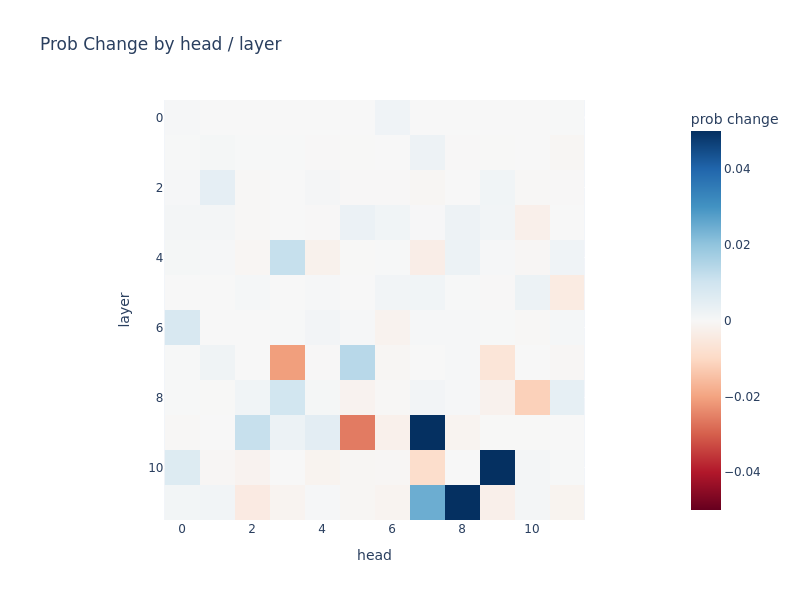 Prob Change by head / layer
prob change
0
2
4
6
8
10
layer
0.04
0.02
0
−0.02
−0.04
0 2 4 6 8 10
head